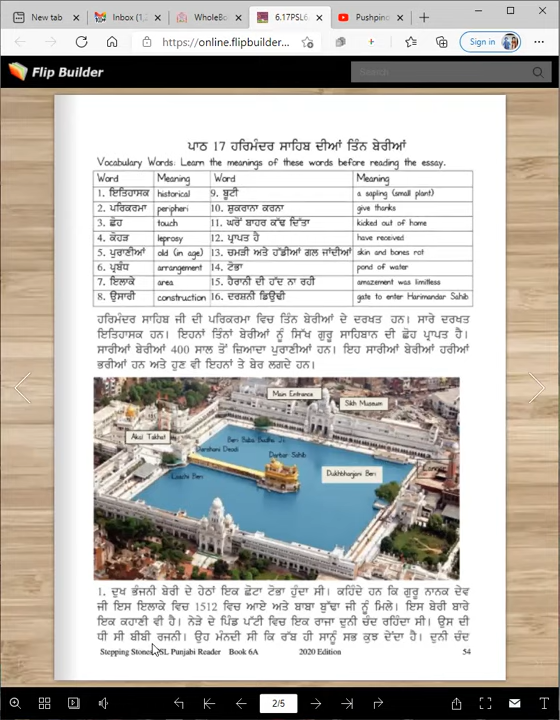 New tab
Inbox (1,
WholeBo
6.17PSL6
Pushpin
https://online.flipbuilder...
Sign in
Flip Builder
Search
ਪਾਠ 17 ਹਰਿਮੰਦਰ ਸਾਹਿਬ ਦੀਆਂ ਤਿੰਨ ਬੇਰੀਆਂ
Vocabulary Words: Learn the meanings of these words before reading the essay.
Word Meaning Word Meaning
1. ਇਤਿਹਾਸਕ historical 9. ਬੂਟੀ a sapling (small plant)
2. ਪਰਿਕਰਮਾ peripheri 10. ਸ਼ੁਕਰਾਨਾ ਕਰਨਾ give thanks
3. ਛੋਹ touch 11. ਘਰੋਂ ਬਾਹਰ ਕੱਢ ਦਿੱਤਾ kicked out of home
4. ਕੋਹੜ leprosy 12. ਪ੍ਰਾਪਤ ਹੈ have received
5. ਪੁਰਾਣੀਆਂ old (in age) 13. ਚਮੜੀ ਅਤੇ ਹੱਡੀਆਂ ਗਲ ਜਾਂਦੀਆਂ skin and bones rot
6. ਪ੍ਰਬੰਧ arrangement 14. ਟੋਭਾ pond of water
7. ਇਲਾਕੇ area 15. ਹੈਰਾਨੀ ਦੀ ਹੱਦ ਨਾ ਰਹੀ amazement was limitless
8. ਉਸਾਰੀ construction 16. ਦਰਸ਼ਨੀ ਡਿਉਢੀ gate to enter Harimandar Sahib
ਹਰਿਮੰਦਰ ਸਾਹਿਬ ਜੀ ਦੀ ਪਰਿਕਰਮਾ ਵਿਚ ਤਿੰਨ ਬੇਰੀਆਂ ਦੇ ਦਰਖਤ ਹਨ। ਸਾਰੇ ਦਰਖਤ
ਇਤਿਹਾਸਕ ਹਨ। ਇਹਨਾਂ ਤਿੰਨਾਂ ਬੇਰੀਆਂ ਨੂੰ ਸਿੱਖ ਗੁਰੂ ਸਾਹਿਬਾਨ ਦੀ ਛੋਹ ਪ੍ਰਾਪਤ ਹੈ।
ਸਾਰੀਆਂ ਬੇਰੀਆਂ 400 ਸਾਲ ਤੋਂ ਜ਼ਿਆਦਾ ਪੁਰਾਣੀਆਂ ਹਨ। ਇਹ ਸਾਰੀਆਂ ਬੇਰੀਆਂ ਹਰੀਆਂ
ਭਰੀਆਂ ਹਨ ਅਤੇ ਹੁਣ ਵੀ ਇਹਨਾਂ ਤੇ ਬੇਰ ਲਗਦੇ ਹਨ।
Main Entrance
Sikh Museum
Akal Takhat
Beri Baba Budha Ji
Darshani Deodi
Darbar Sahib
Dukhbhanjani Beri
Laachi Beri
1. ਦੁਖ ਭੰਜਨੀ ਬੇਰੀ ਦੇ ਹੇਠਾਂ ਇਕ ਛੋਟਾ ਟੋਭਾ ਹੁੰਦਾ ਸੀ। ਕਹਿੰਦੇ ਹਨ ਕਿ ਗੁਰੂ ਨਾਨਕ ਦੇਵ
ਜੀ ਇਸ ਇਲਾਕੇ ਵਿਚ 1512 ਵਿਚ ਆਏ ਅਤੇ ਬਾਬਾ ਬੁੱਢਾ ਜੀ ਨੂੰ ਮਿਲੇ। ਇਸ ਬੇਰੀ ਬਾਰੇ
ਇਕ ਕਹਾਣੀ ਵੀ ਹੈ। ਨੇੜੇ ਦੇ ਪਿੰਡ ਪੱਟੀ ਵਿਚ ਇਕ ਰਾਜਾ ਦੁਨੀ ਚੰਦ ਰਹਿੰਦਾ ਸੀ। ਉਸ ਦੀ
ਧੀ ਸੀ ਬੀਬੀ ਰਜਨੀ। ਉਹ ਮੰਨਦੀ ਸੀ ਕਿ ਰੱਬ ਹੀ ਸਾਨੂੰ ਸਭ ਕੁਝ ਦੇਂਦਾ ਹੈ। ਦੁਨੀ ਚੰਦ
Stepping Stones PSL Punjabi Reader Book 6A 2020 Edition 54
2/5